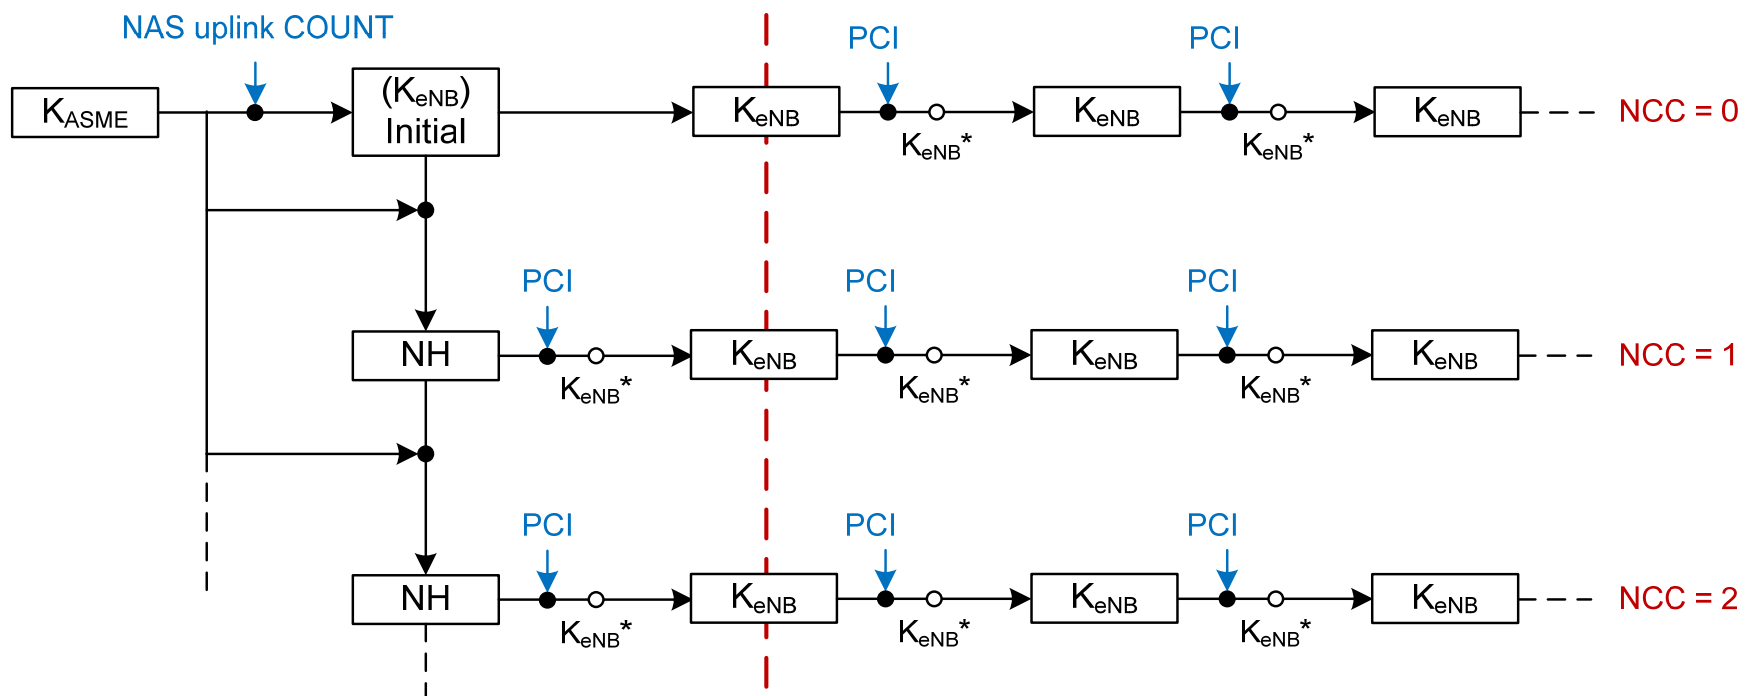 NAS uplink COUNT
PCI
PCI
KASME
(KeNB)
Initial
KeNB
KeNB
KeNB
NCC = 0
KeNB*
KeNB*
PCI
PCI
PCI
NH
KeNB
KeNB
KeNB
NCC = 1
KeNB*
KeNB*
KeNB*
PCI
PCI
PCI
NH
KeNB
KeNB
KeNB
NCC = 2
KeNB*
KeNB*
KeNB*